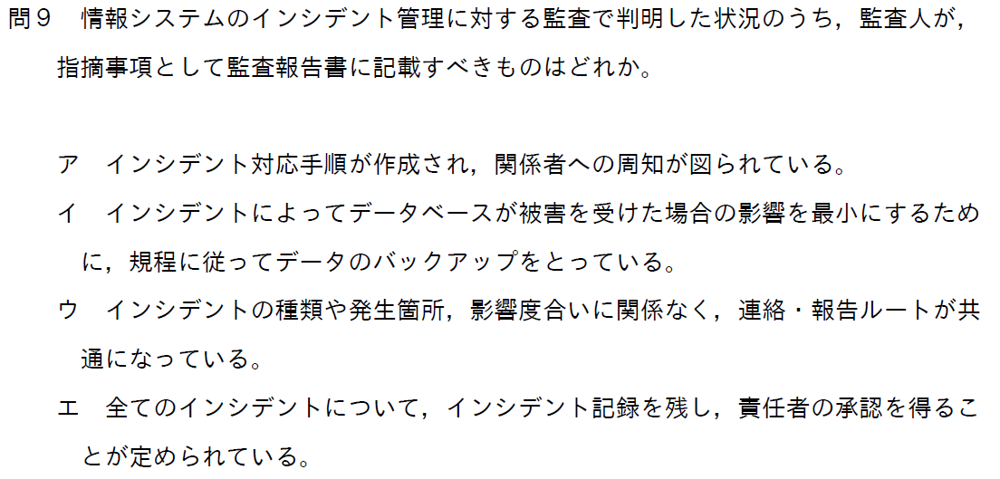 問９　情報システムのインシデント管理に対する監査で判明した状況のうち，監査人が，
指摘事項として監査報告書に記載すべきものはどれか。
ア　インシデント対応手順が作成され，関係者への周知が図られている。
イ　インシデントによってデータベースが被害を受けた場合の影響を最小にするため
に，規程に従ってデータのバックアップをとっている。
ウ　インシデントの種類や発生箇所，影響度合いに関係なく，連絡・報告ルートが共
通になっている。
エ　全てのインシデントについて，インシデント記録を残し，責任者の承認を得るこ
とが定められている。